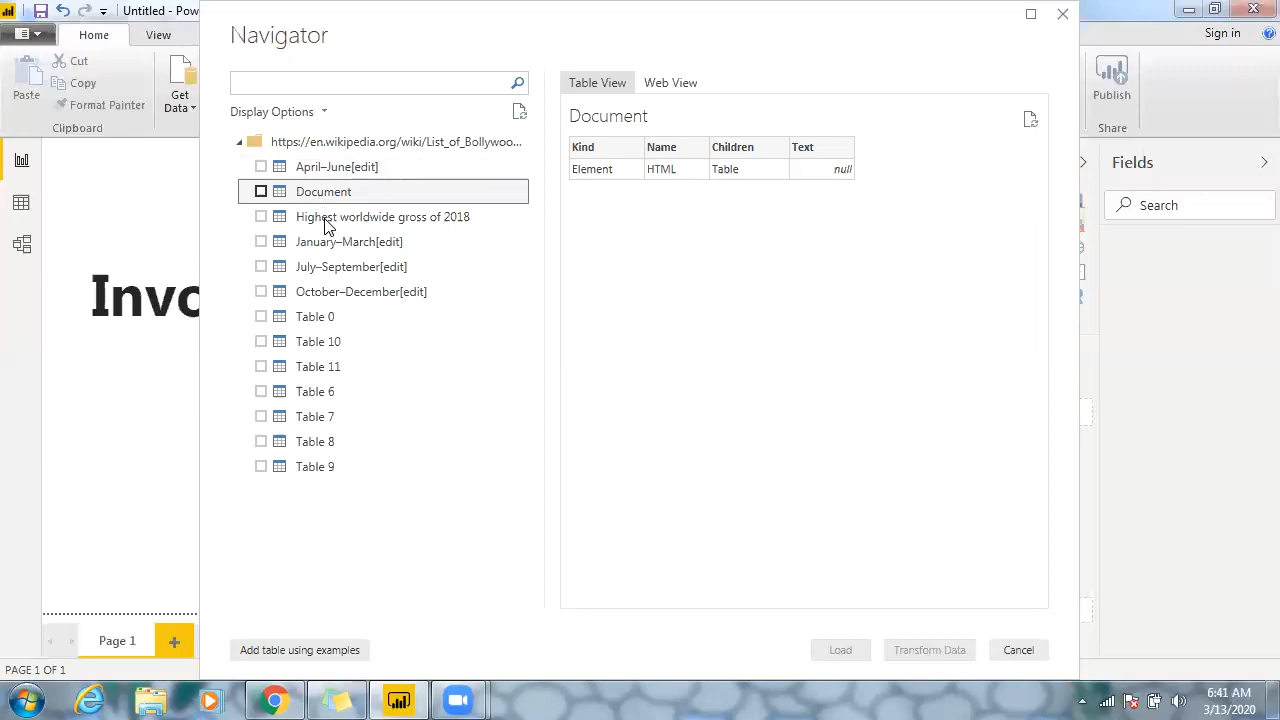 Untitled - Pow
Navigator
Home
View
Sign in
Cut
Copy
Format Painter
Paste
Get
Data
Clipboard
Publish
Share
Display Options
https://en.wikipedia.org/wiki/List_of_Bollywoo...
April–June[edit]
Document
Highest worldwide gross of 2018
January–March[edit]
July–September[edit]
October–December[edit]
Table 0
Table 10
Table 11
Table 6
Table 7
Table 8
Table 9
Table View
Web View
Document
Kind Name Children Text
Element HTML Table null
Fields
Search
Invo
Page 1
Add table using examples
Load
Transform Data
Cancel
PAGE 1 OF 1
6:41 AM
3/13/2020